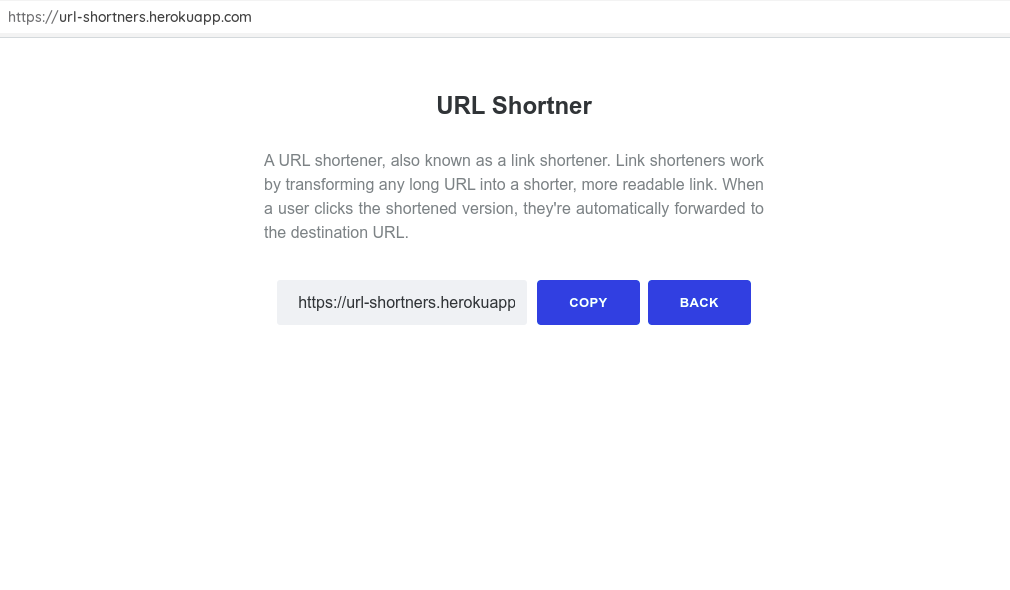 https://url-shortners.herokuapp.com
URL Shortner
A URL shortener, also known as a link shortener. Link shorteners work
by transforming any long URL into a shorter, more readable link. When
a user clicks the shortened version, they're automatically forwarded to
the destination URL.
https://url-shortners.herokuapp
COPY
BACK